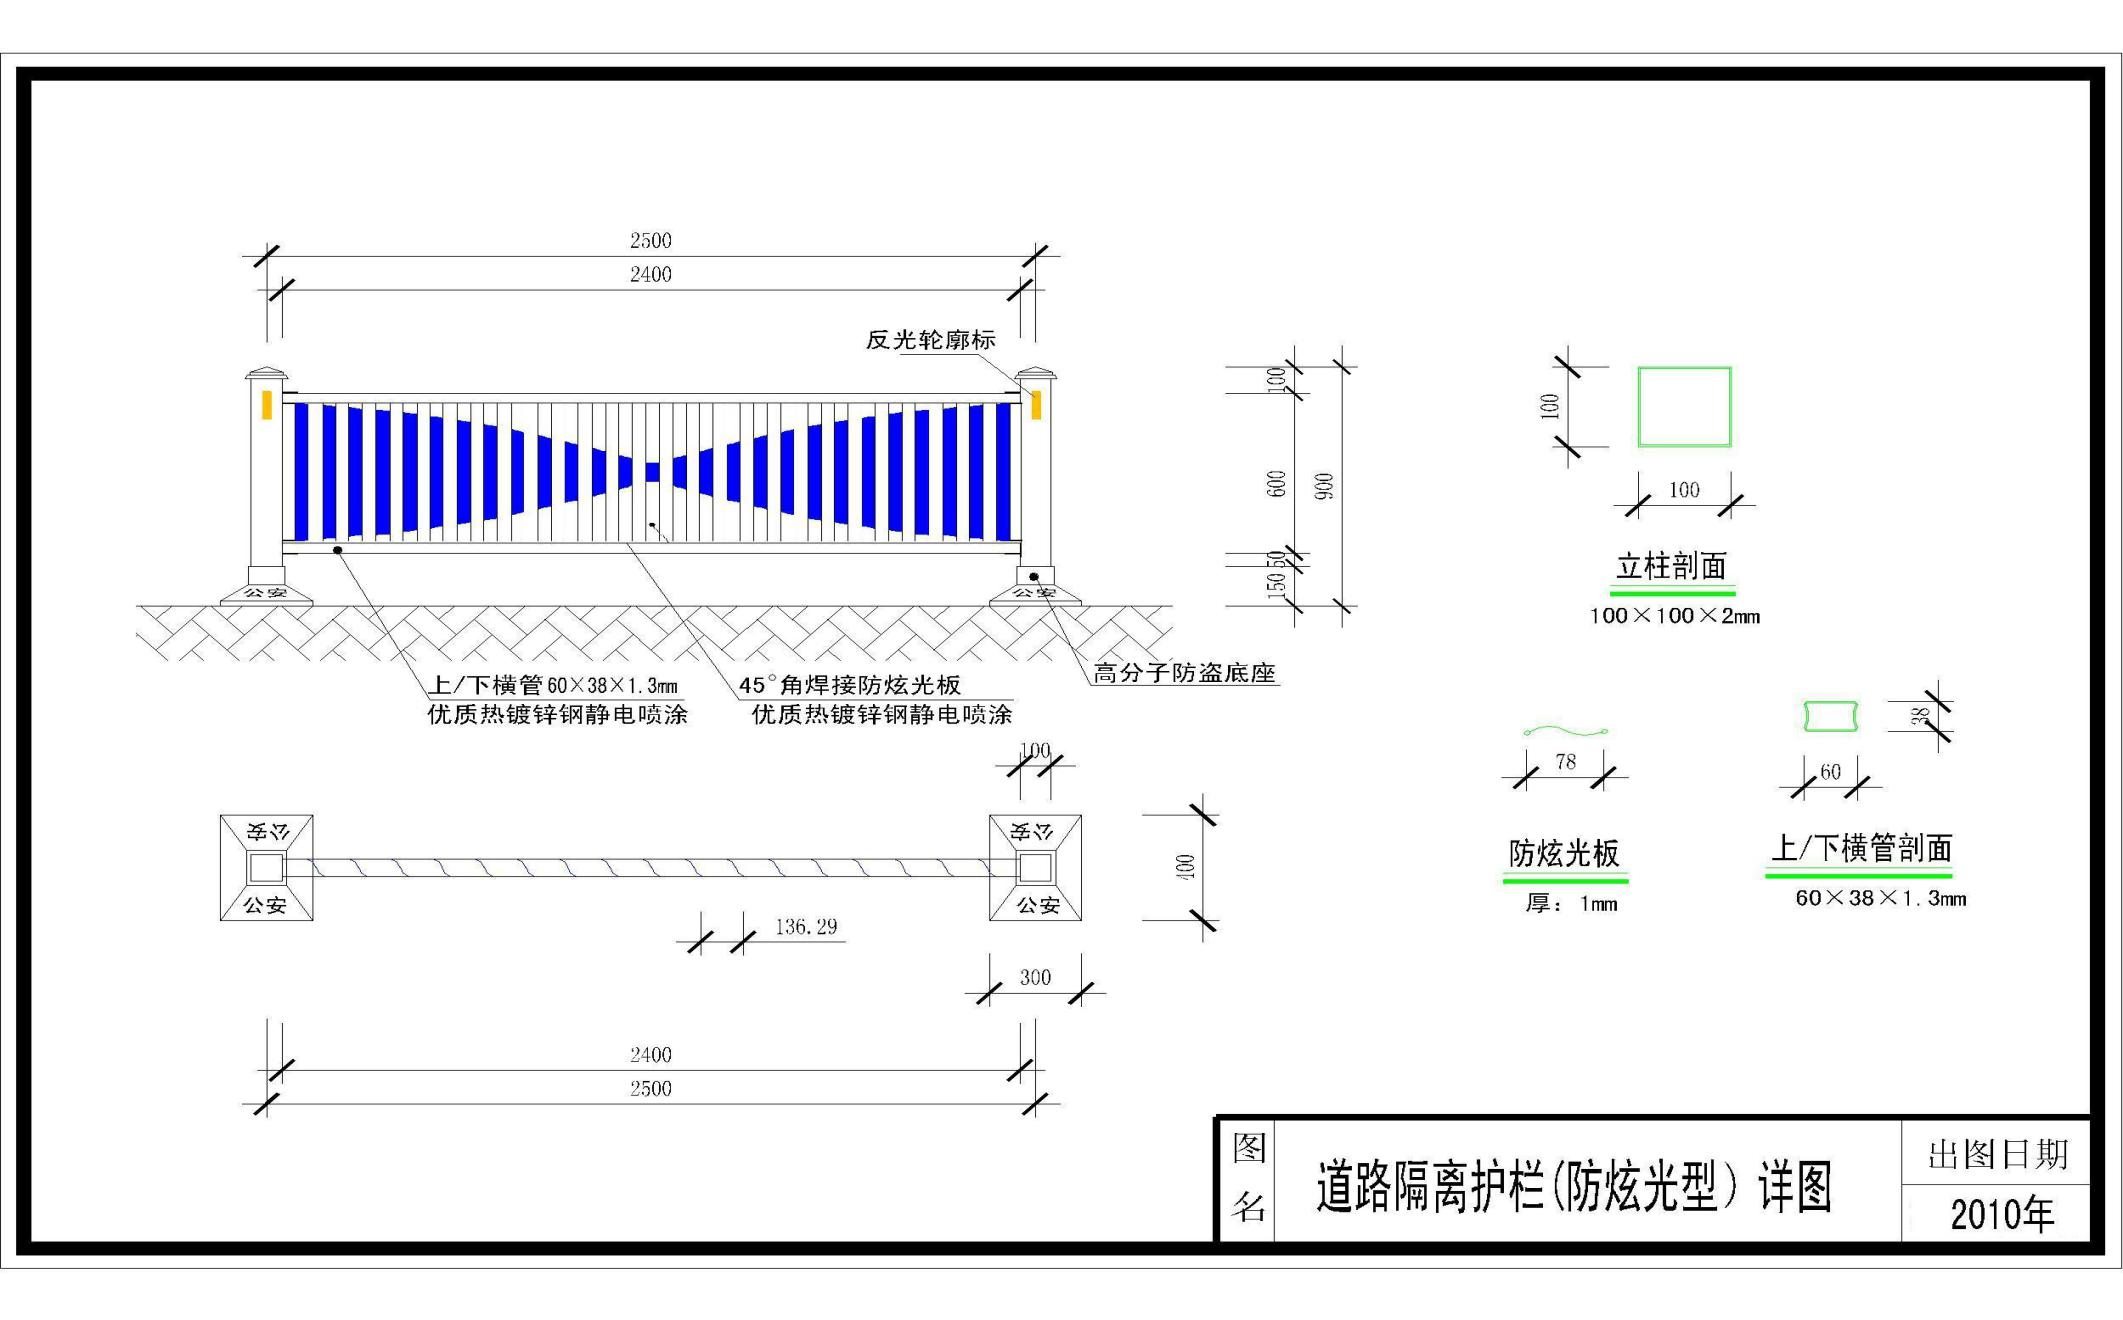 2500
2400
反光轮廓标
100
600
900
50
150
公安
公安
上/下横管60×38×1.3mm
优质热镀锌钢静电喷涂
45°角焊接防炫光板
优质热镀锌钢静电喷涂
高分子防盗底座
100
100
立柱剖面
100×100×2mm
78
防炫光板
厚：1mm
38
60
上/下横管剖面
60×38×1.3mm
100
公安
公安
公安
公安
400
136.29
300
2400
2500
图名
道路隔离护栏(防炫光型）详图
出图日期
2010年